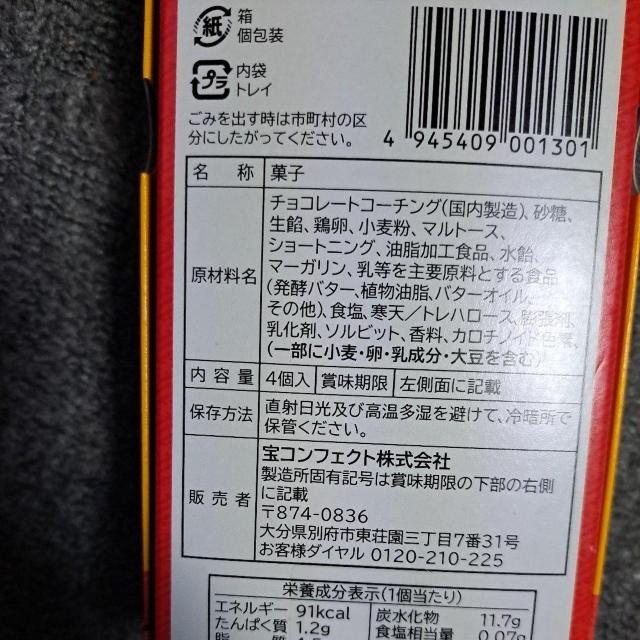 紙 箱
個包装
プラ 内袋
トレイ
ごみを出す時は市町村の区
分にしたがってください。
4 945409 001301
名 称 菓子
原材料名 チョコレートコーチング(国内製造)、砂糖、
生餡、鶏卵、小麦粉、マルトース、
ショートニング、油脂加工食品、水飴、
マーガリン、乳等を主要原料とする食品
(発酵バター、植物油脂、バターオイル、
その他)、食塩、寒天/トレハロース、膨張剤、
乳化剤、ソルビット、香料、カロチノイド色素、
(一部に小麦・卵・乳成分・大豆を含む)
内 容 量 4個入 賞味期限 左側面に記載
保存方法 直射日光及び高温多湿を避けて、冷暗所で
保管ください。
販 売 者 宝コンフェクト株式会社
製造所固有記号は賞味期限の下部の右側
に記載
〒874-0836
大分県別府市東荘園三丁目7番31号
お客様ダイヤル 0120-210-225
栄養成分表示(1個当たり)
エネルギー 91kcal 炭水化物 11.7g
たんぱく質 1.2g 食塩相当量 0.07g